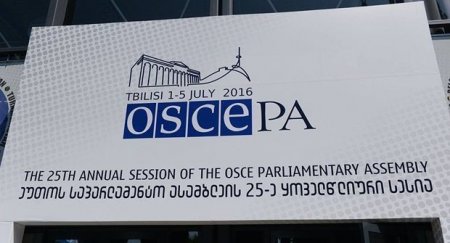 TBILISI 1-5 JULY 2016
OSCE PA
THE 25TH ANNUAL SESSION OF THE OSCE PARLIAMENTARY ASSEMBLY
ეუთოს საპარლამენტო ასამბლეის 25-ე ყოველწლიური სესია